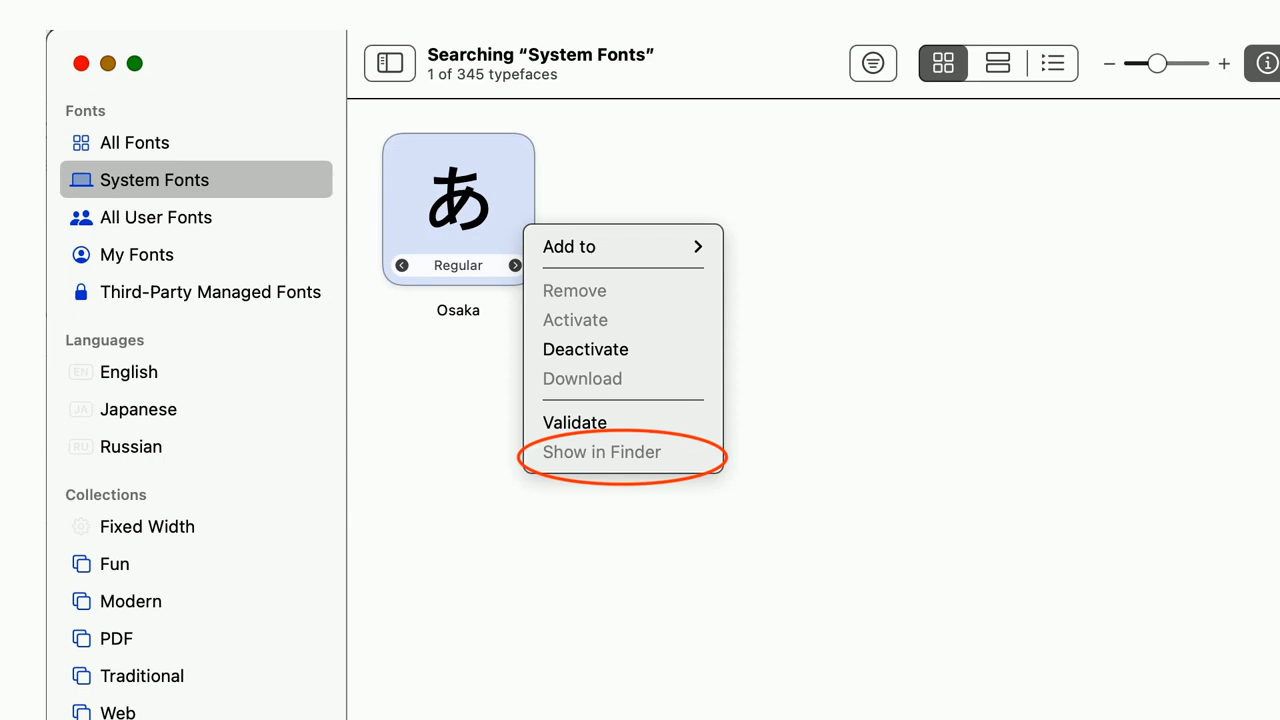 Searching “System Fonts”
1 of 345 typefaces
Fonts
All Fonts
System Fonts
All User Fonts
My Fonts
Third-Party Managed Fonts
Languages
EN English
JA Japanese
RU Russian
Collections
Fixed Width
Fun
Modern
PDF
Traditional
Web
あ
Regular
Osaka
Add to
Remove
Activate
Deactivate
Download
Validate
Show in Finder